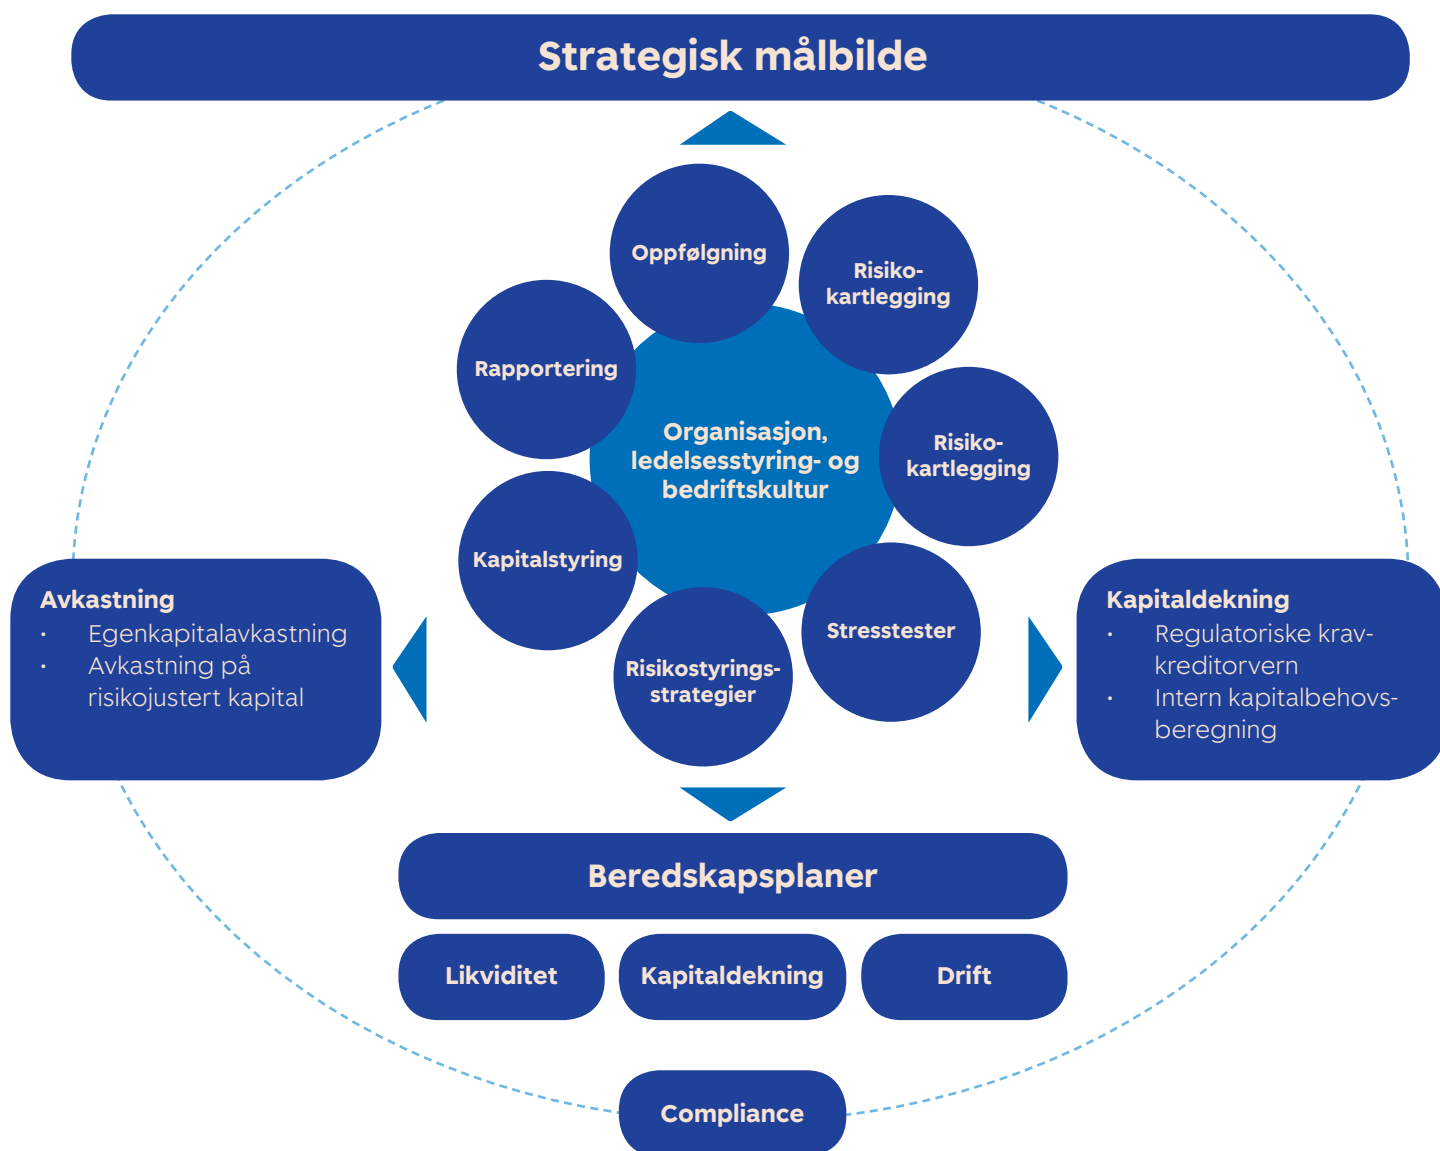 Strategisk målbilde
Oppfølgning
Risiko-
kartlegging
Rapportering
Organisasjon,
ledelsesstyring- og
bedriftskultur
Risiko-
kartlegging
Kapitalstyring
Stresstester
Risikostyrings-
strategier
Avkastning
• Egenkapitalavkastning
• Avkastning på
risikojustert kapital
Kapitaldekning
• Regulatoriske krav-
kreditorvern
• Intern kapitalbehovs-
beregning
Beredskapsplaner
Likviditet
Kapitaldekning
Drift
Compliance